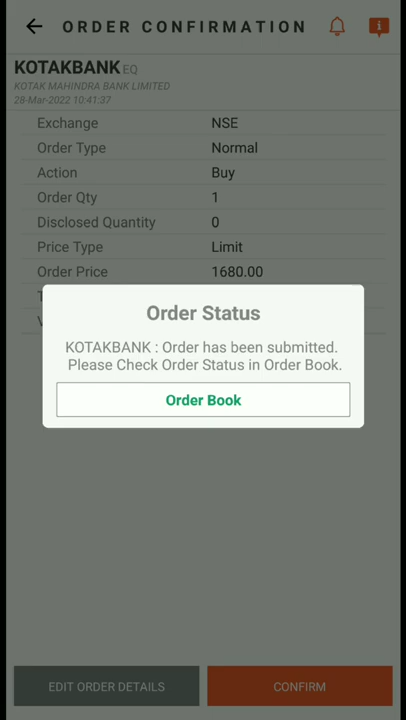 ORDER CONFIRMATION
KOTAKBANK EQ
KOTAK MAHINDRA BANK LIMITED
28-Mar-2022 10:41:37
Exchange NSE
Order Type Normal
Action Buy
Order Qty 1
Disclosed Quantity 0
Price Type Limit
Order Price 1680.00
Order Status
KOTAKBANK : Order has been submitted.
Please Check Order Status in Order Book.
Order Book
EDIT ORDER DETAILS CONFIRM